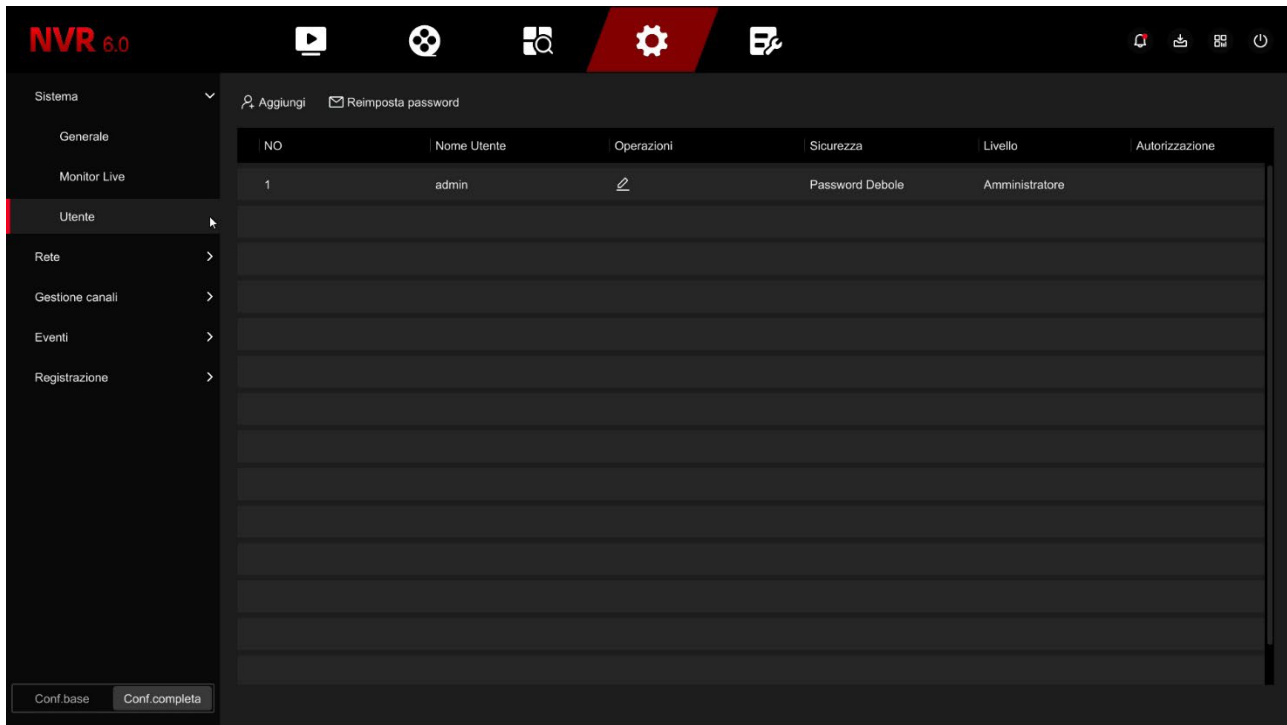 NVR 6.0
Sistema
Generale
Monitor Live
Utente
Rete
Gestione canali
Eventi
Registrazione
Conf.base Conf.completa
Aggiungi Reimposta password
NO Nome Utente Operazioni Sicurezza Livello Autorizzazione
1 admin Password Debole Amministratore